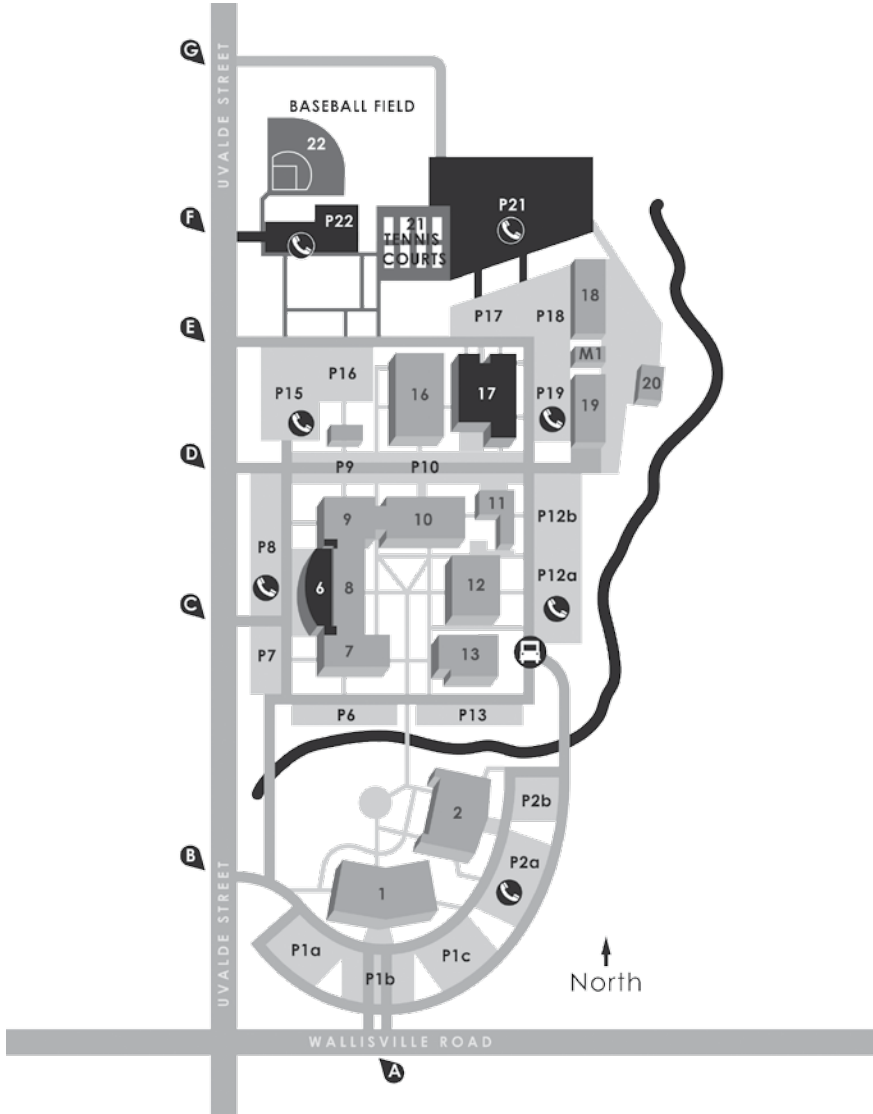 G
UVALDE STREET
BASEBALL FIELD
22
F
P22
21
TENNIS
COURTS
P21
18
E
P17
P18
M1
P16
P15
16
17
P19
19
20
D
P9
P10
9
10
11
P12b
P8
6
8
12
P12a
C
P7
7
13
P6
P13
B
2
P2b
P2a
1
UVALDE STREET
P1a
P1b
P1c
North
WALLISVILLE ROAD
A